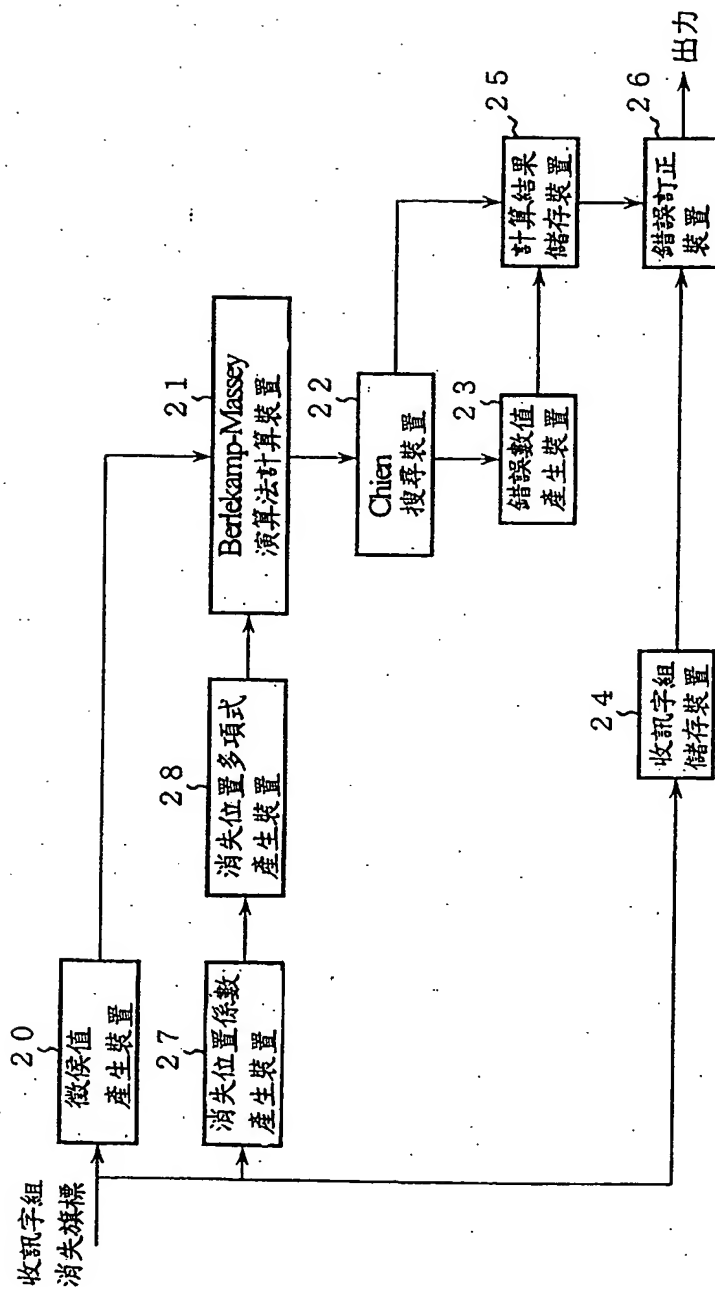 收訊字組
消失旗標
20
徵侯值
產生裝置
27
消失位置係數
產生裝置
28
消失位置多項式
產生裝置
21
Berlekamp-Massey
演算法計算裝置
22
Chien
搜尋裝置
23
錯誤數值
產生裝置
24
收訊字組
儲存裝置
25
計算結果
儲存裝置
26
錯誤訂正
裝置
出力